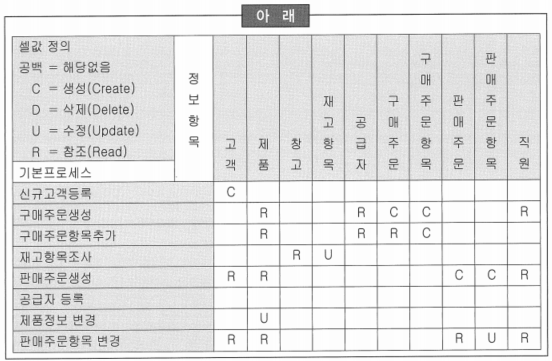 아 래
셀값 정의
공백 = 해당없음
C = 생성(Create)
D = 삭제(Delete)
U = 수정(Update)
R = 참조(Read)
기본프로세스
정보항목
고객
제품
창고
재고항목
공급자
구매주문
구매주문항목
판매주문
판매주문항목
직원
신규고객등록 C
구매주문생성 R R C C R
구매주문항목추가 R R R C
재고항목조사 R U
판매주문생성 R R C C R
공급자 등록
제품정보 변경 U
판매주문항목 변경 R R R U R